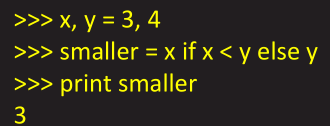 >>> x, y = 3, 4
>>> smaller = x if x < y else y
>>> print smaller
3